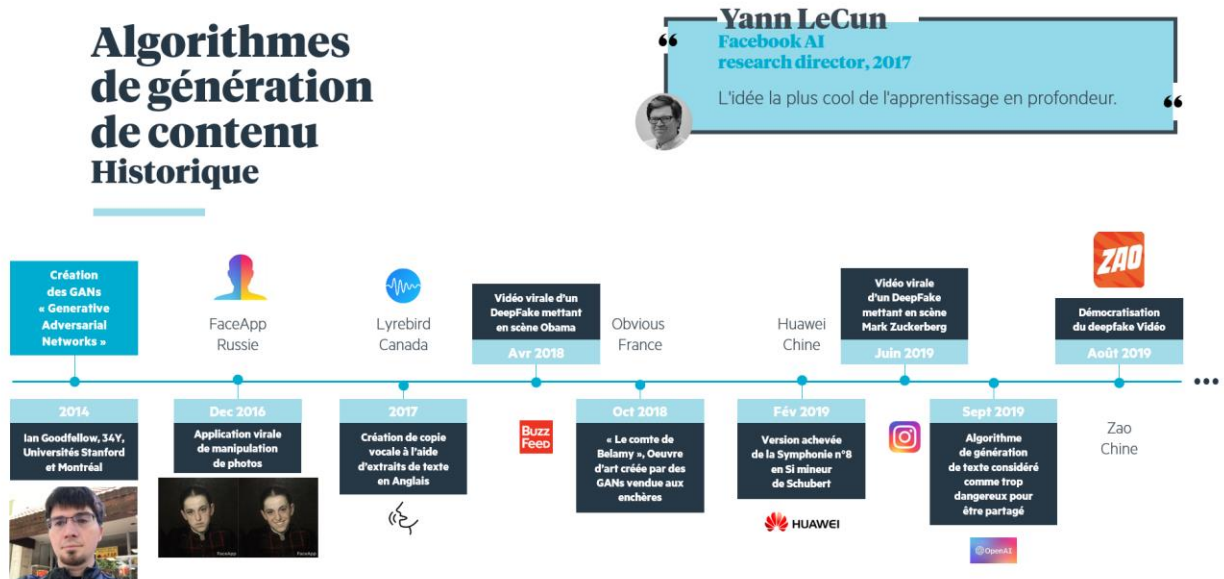 Algorithmes
de génération
de contenu
Historique
Yann LeCun
Facebook AI
research director, 2017
L'idée la plus cool de l'apprentissage en profondeur.
Création
des GANs
« Generative
Adversarial
Networks »
2014
Ian Goodfellow, 34Y,
Universités Stanford
et Montréal
FaceApp
Russie
Dec 2016
Application virale
de manipulation
de photos
FaceApp
FaceApp
Lyrebird
Canada
2017
Création de copie
vocale à l'aide
d'extraits de texte
en Anglais
Vidéo virale d'un
DeepFake mettant
en scène Obama
Avr 2018
BuzzFeed
Obvious
France
Oct 2018
« Le comte de
Belamy », Oeuvre
d'art créée par des
GANs vendue aux
enchères
Huawei
Chine
Fév 2019
Version achevée
de la Symphonie n°8
en Si mineur
de Schubert
HUAWEI
Vidéo virale
d'un DeepFake
mettant en scène
Mark Zuckerberg
Juin 2019
Sept 2019
Algorithme
de génération
de texte considéré
comme trop
dangereux pour
être partagé
OpenAI
ZAO
Démocratisation
du deepfake Vidéo
Août 2019
Zao
Chine